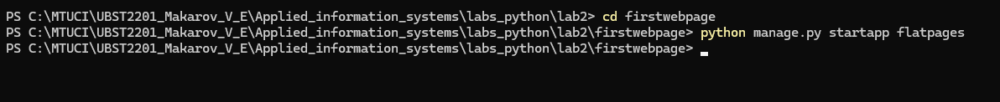 PS C:\MTUCI\UBST2201_Makarov_V_E\Applied_information_systems\labs_python\lab2> cd firstwebpage
PS C:\MTUCI\UBST2201_Makarov_V_E\Applied_information_systems\labs_python\lab2\firstwebpage> python manage.py startapp flatpages
PS C:\MTUCI\UBST2201_Makarov_V_E\Applied_information_systems\labs_python\lab2\firstwebpage>